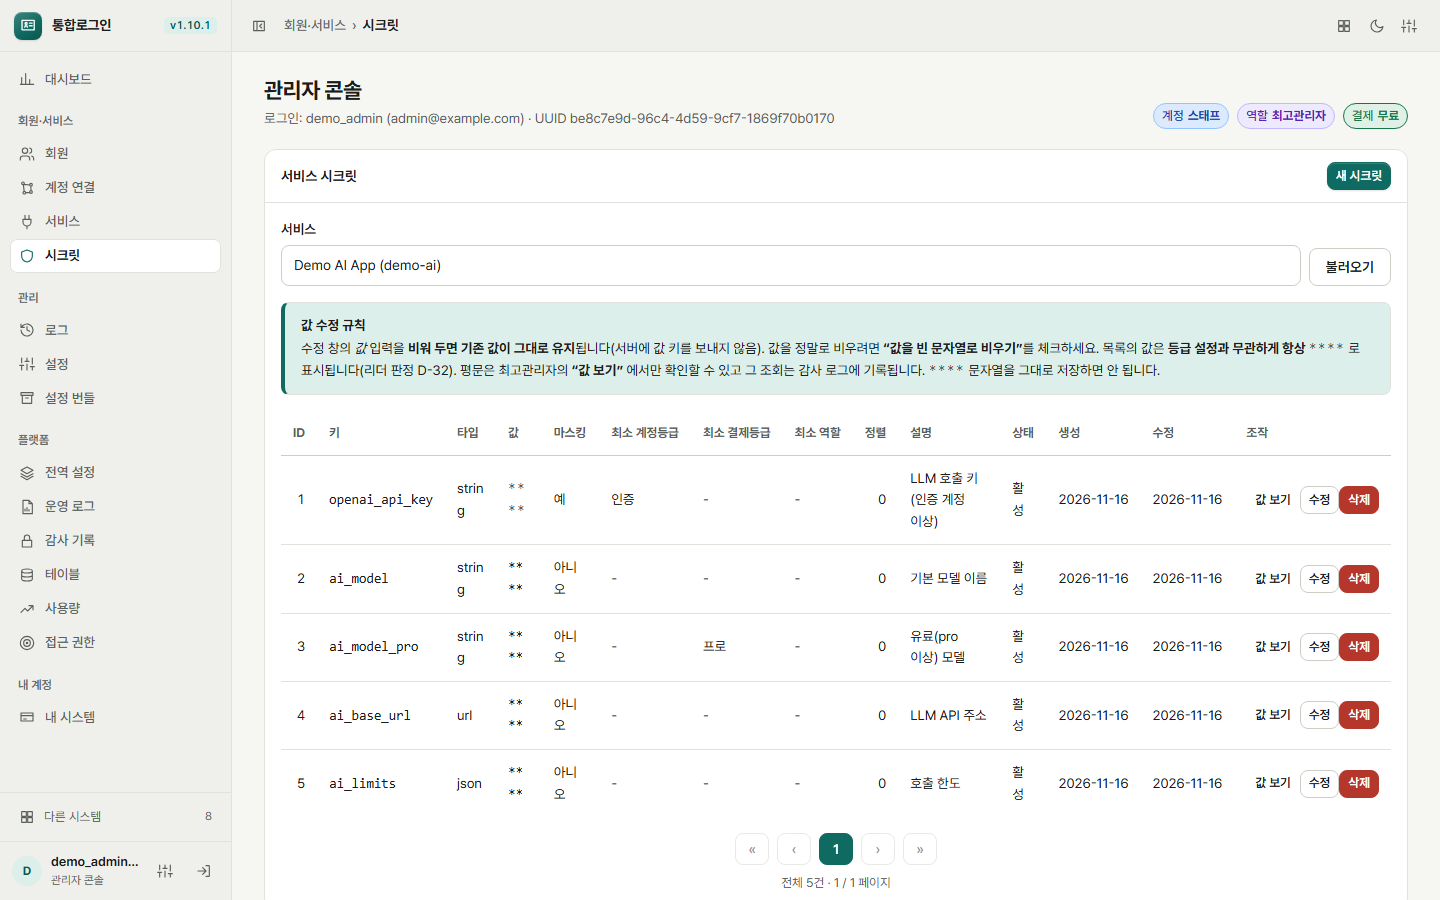 통합로그인 v1.10.1
회원·서비스 › 시크릿
대시보드
회원·서비스
회원
계정 연결
서비스
시크릿
관리
로그
설정
설정 번들
플랫폼
전역 설정
운영 로그
감사 기록
테이블
사용량
접근 권한
내 계정
내 시스템
다른 시스템 8
D demo_admin...
관리자 콘솔
관리자 콘솔
로그인: demo_admin (admin@example.com) · UUID be8c7e9d-96c4-4d59-9cf7-1869f70b0170
계정 스태프 역할 최고관리자 결제 무료
서비스 시크릿 새 시크릿
서비스
Demo AI App (demo-ai) 불러오기
값 수정 규칙
수정 창의 값 입력을 비워 두면 기존 값이 그대로 유지됩니다(서버에 값 키를 보내지 않음). 값을 정말로 비우려면 “값을 빈 문자열로 비우기”를 체크하세요. 목록의 값은 등급 설정과 무관하게 항상 **** 로
표시됩니다(리더 판정 D-32). 평문은 최고관리자의 “값 보기” 에서만 확인할 수 있고 그 조회는 감사 로그에 기록됩니다. **** 문자열을 그대로 저장하면 안 됩니다.
ID 키 타입 값 마스킹 최소 계정등급 최소 결제등급 최소 역할 정렬 설명 상태 생성 수정 조작
LLM 호출 키
strin ** 활
1 openai_api_key 예 인증 - - 0 (인증 계정 2026-11-16 2026-11-16 값 보기 수정 삭제
g ** 성
이상)
strin ** 아니 활
2 ai_model - - - 0 기본 모델 이름 2026-11-16 2026-11-16 값 보기 수정 삭제
g ** 오 성
strin ** 아니 유료(pro 활
3 ai_model_pro - 프로 - 0 2026-11-16 2026-11-16 값 보기 수정 삭제
g ** 오 이상) 모델 성
** 아니 활
4 ai_base_url url - - - 0 LLM API 주소 2026-11-16 2026-11-16 값 보기 수정 삭제
** 오 성
** 아니 활
5 ai_limits json - - - 0 호출 한도 2026-11-16 2026-11-16 값 보기 수정 삭제
** 오 성
« ‹ 1 › »
전체 5건 · 1 / 1 페이지